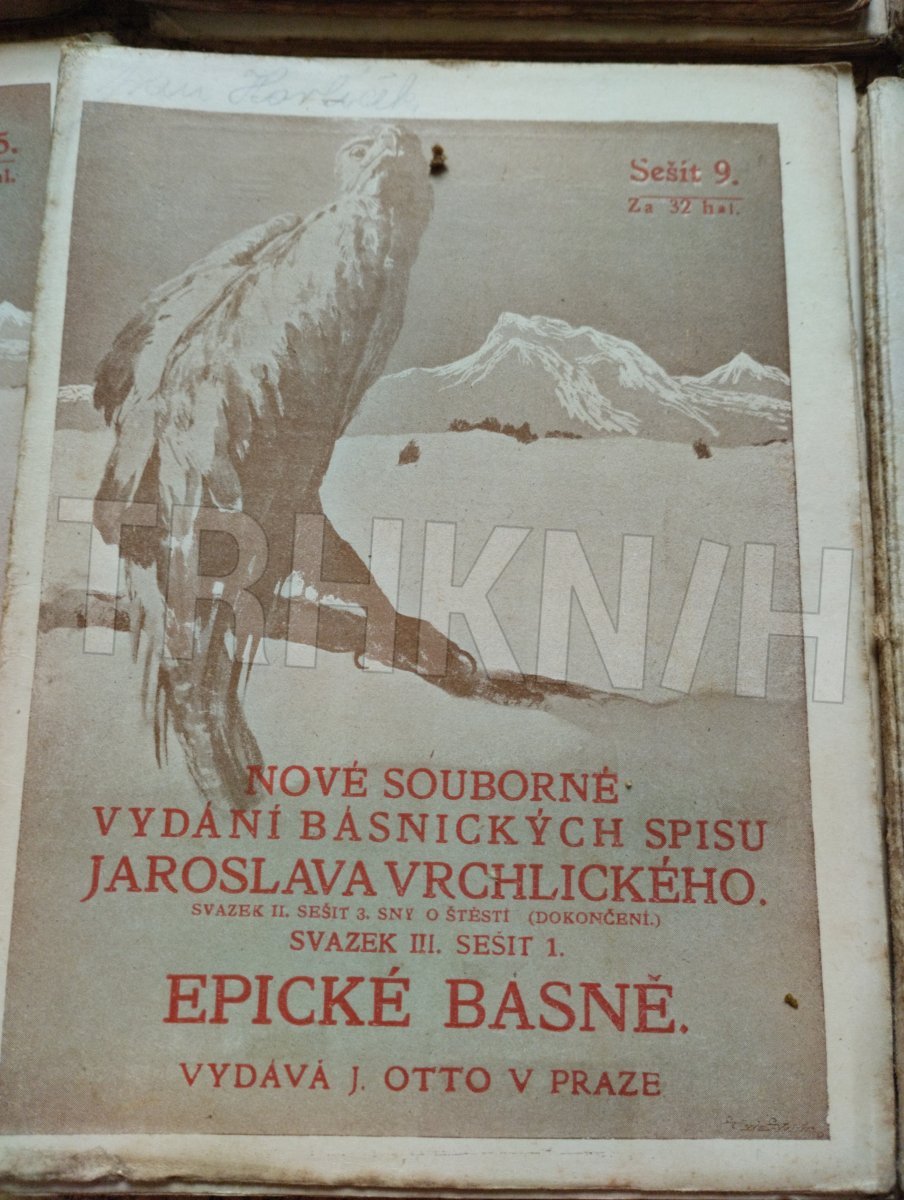 Sešit 9.
Za 32 hal.
TRHKN/H
NOVÉ SOUBORNÉ
VYDÁNÍ BÁSNICKÝCH SPISU
JAROSLAVA VRCHLICKÉHO.
SVAZEK II. SEŠIT 3. SNY O ŠTĚSTÍ (DOKONČENÍ.)
SVAZEK III. SEŠIT 1.
EPICKÉ BÁSNĚ.
VYDÁVÁ J. OTTO V PRAZE